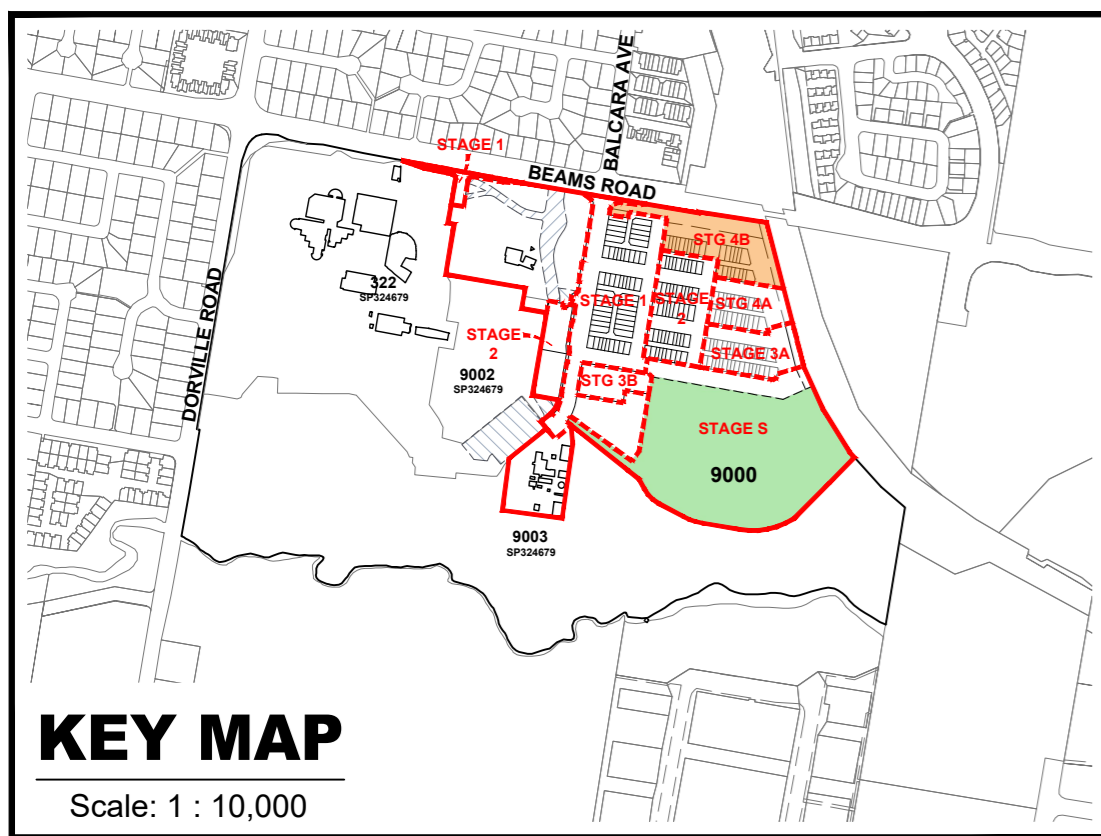 BALCARA AVE
STAGE 1
BEAMS ROAD
STG 4B
DORVILLE ROAD
322
SP324679
STAGE 1
STAGE
2
STG 4A
STAGE
2
STAGE 3A
9002
SP324679
STG 3B
STAGE S
9000
9003
SP324679
KEY MAP
Scale: 1 : 10,000